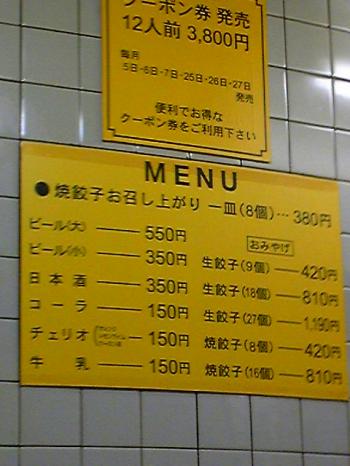 クーポン券 発売
12人前 3,800円
毎月
5日・6日・7日・25日・26日・27日
発売
便利でお得な
クーポン券をご利用下さい
MENU
● 焼餃子お召し上がり 一皿(8個)… 380円
ビール(大) ―― 550円
おみやげ
ビール(小) ―― 350円 生餃子(9個) ―― 420円
日本酒 ―― 350円 生餃子(18個) ―― 810円
コーラ ―― 150円 生餃子(27個) ―― 1,190円
チェリオ ― 150円 焼餃子(8個) ―― 420円
牛乳 ―― 150円 焼餃子(16個) ―― 810円